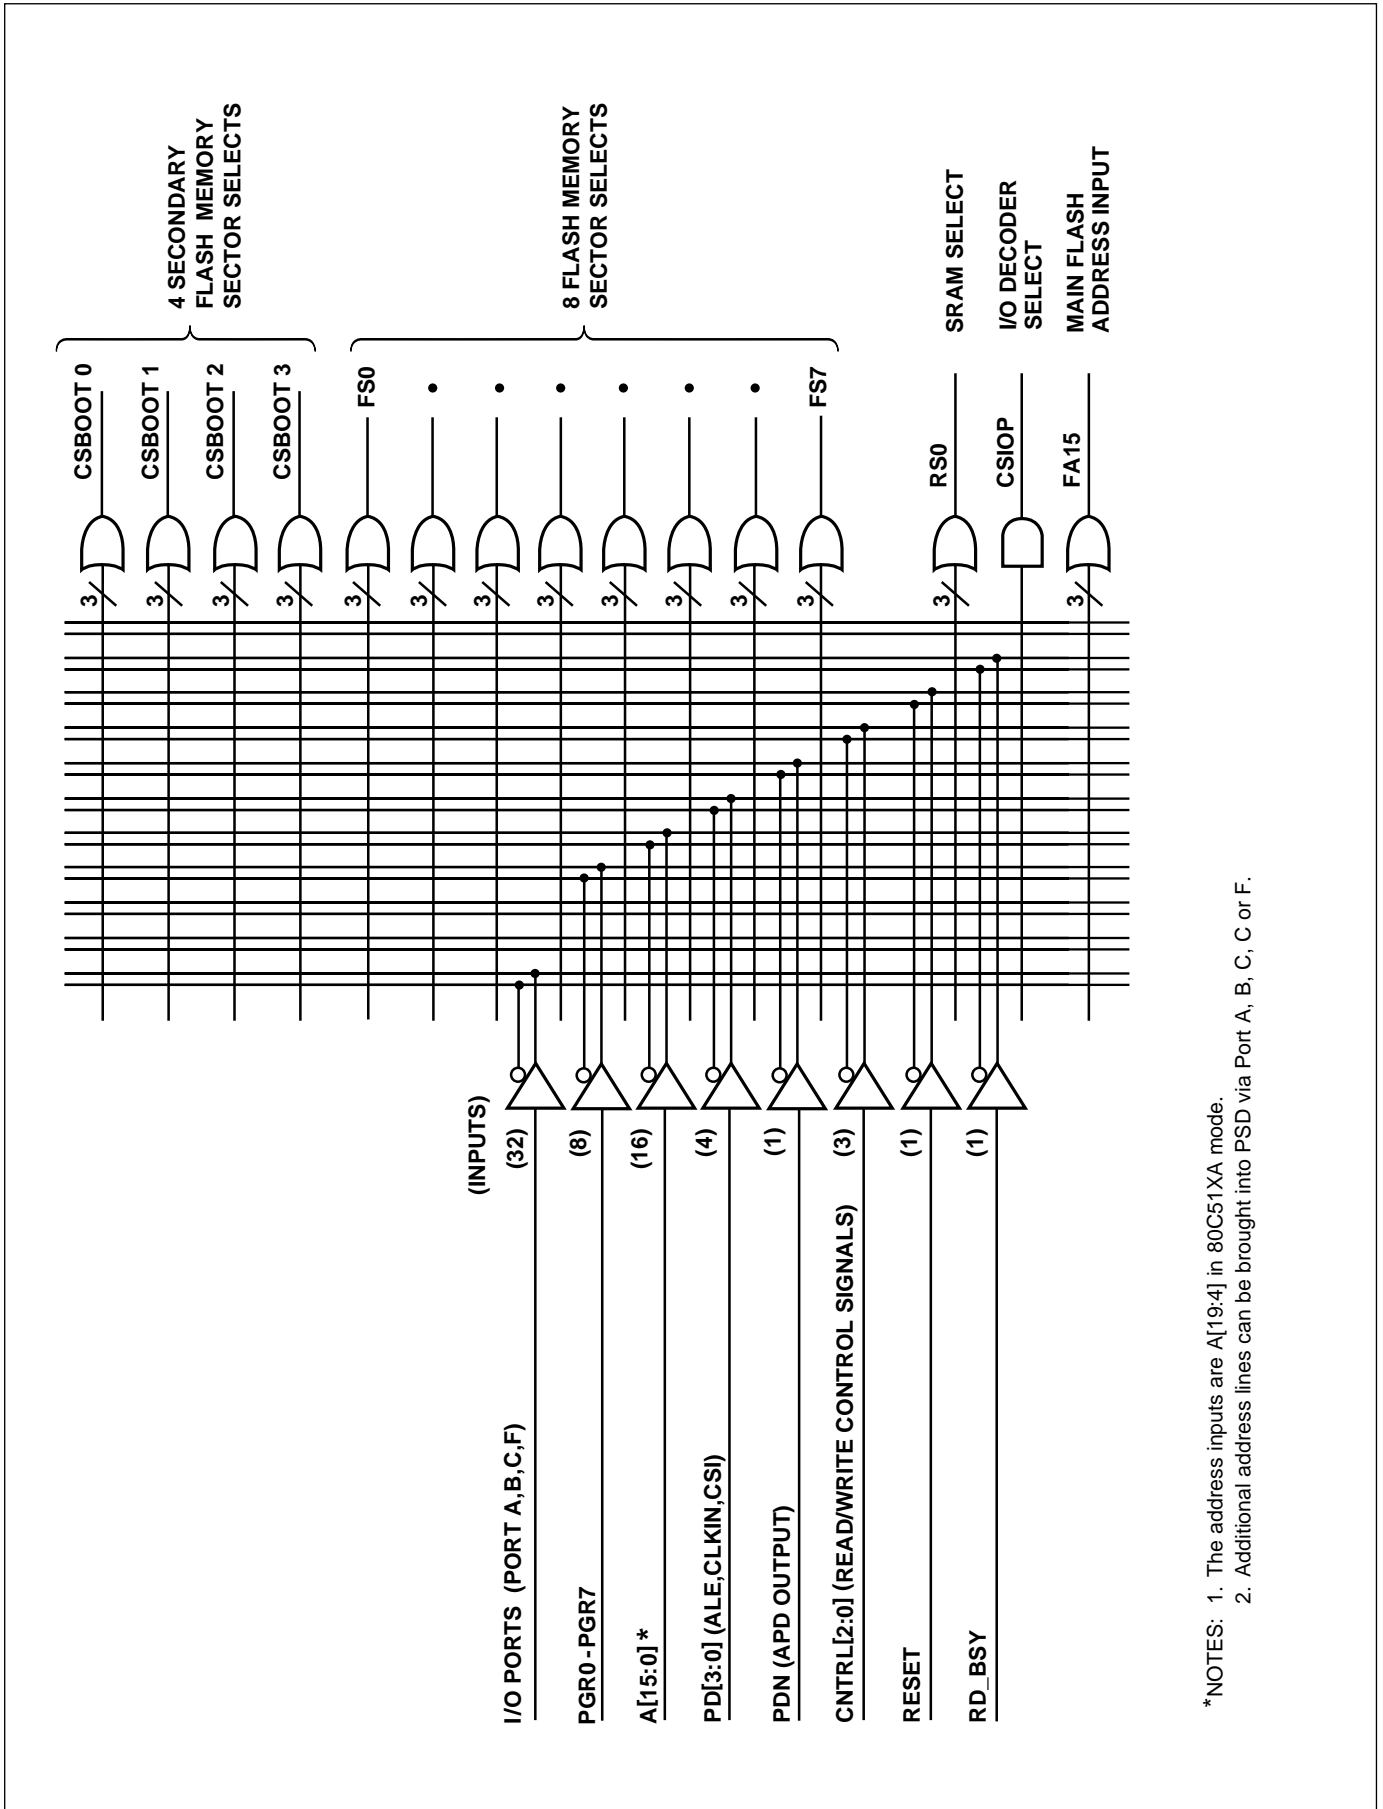 (INPUTS)
I/O PORTS (PORT A,B,C,F)
(32)
PGR0-PGR7
(8)
A[15:0] *
(16)
PD[3:0] (ALE,CLKIN,CSI)
(4)
PDN (APD OUTPUT)
(1)
CNTRL[2:0] (READ/WRITE CONTROL SIGNALS)
(3)
RESET
(1)
RD_BSY
(1)
3
CSBOOT 0
3
CSBOOT 1
3
CSBOOT 2
3
CSBOOT 3
4 SECONDARY
FLASH MEMORY
SECTOR SELECTS
3
FS0
3
3
3
3
3
3
3
FS7
8 FLASH MEMORY
SECTOR SELECTS
3
RS0
SRAM SELECT
CSIOP
I/O DECODER
SELECT
3
FA15
MAIN FLASH
ADDRESS INPUT
*NOTES: 1. The address inputs are A[19:4] in 80C51XA mode.
2. Additional address lines can be brought into PSD via Port A, B, C, C or F.